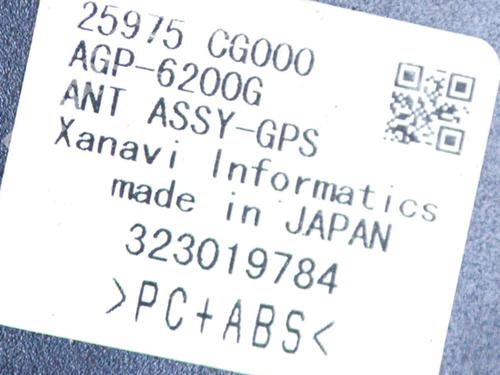 25975 CG000
AGP-6200G
ANT ASSY-GPS
Xanavi Informatics
made in JAPAN
323019784
>PC+ABS<